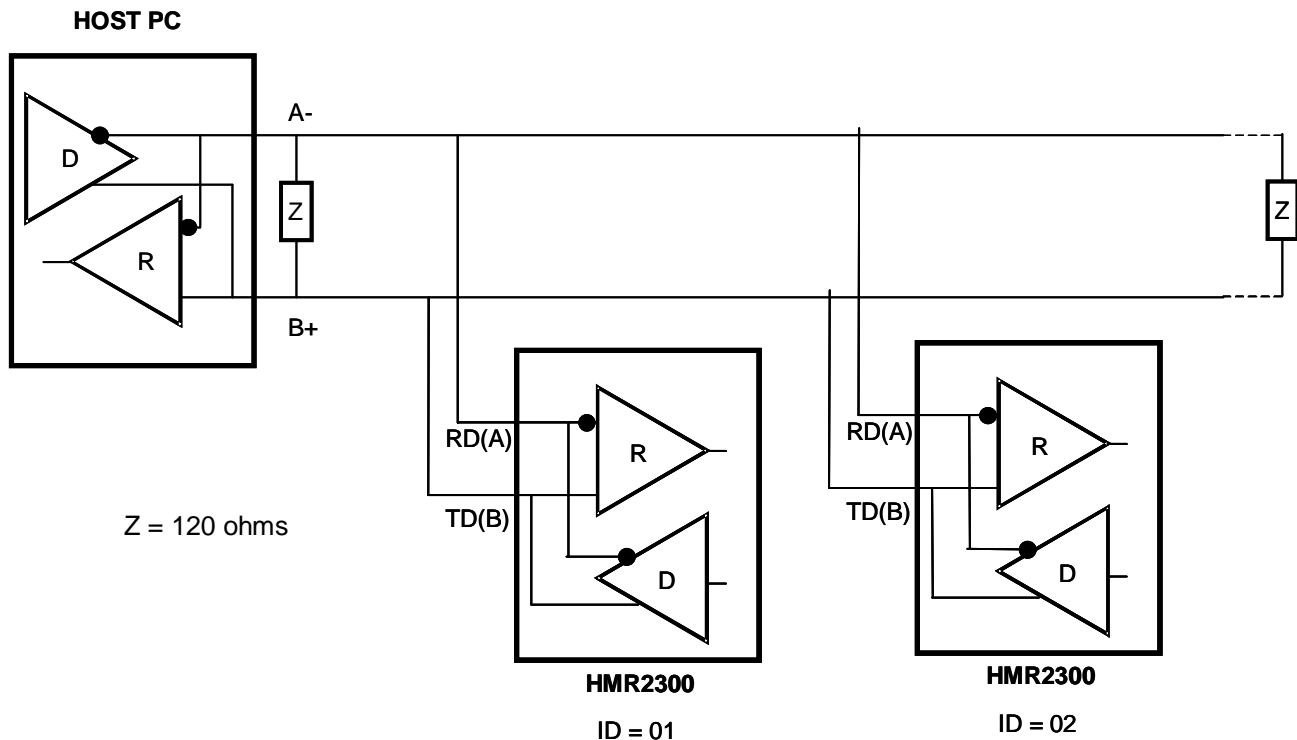 HOST PC
A-
D
Z
Z
R
B+
RD(A)
R
TD(B)
D
RD(A)
R
TD(B)
D
Z = 120 ohms
HMR2300
ID = 01
HMR2300
ID = 02